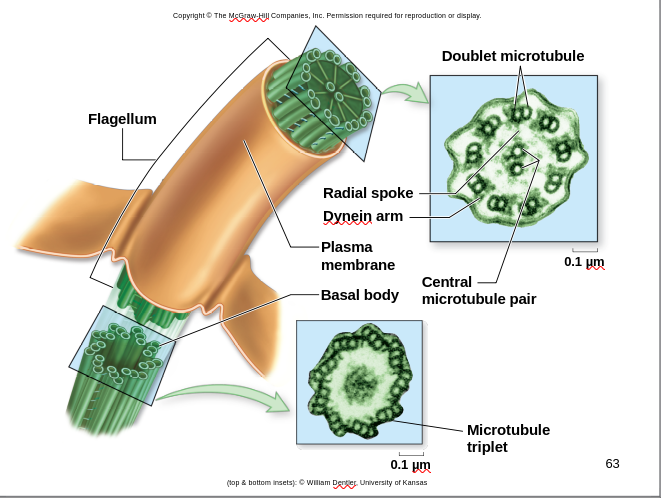 Copyright © The McGraw-Hill Companies, Inc. Permission required for reproduction or display.
Doublet microtubule
Flagellum
Radial spoke
Dynein arm
Plasma
membrane
0.1 µm
Central
microtubule pair
Basal body
Microtubule
triplet
0.1 µm
63
(top & bottom insets): © William Dentler, University of Kansas